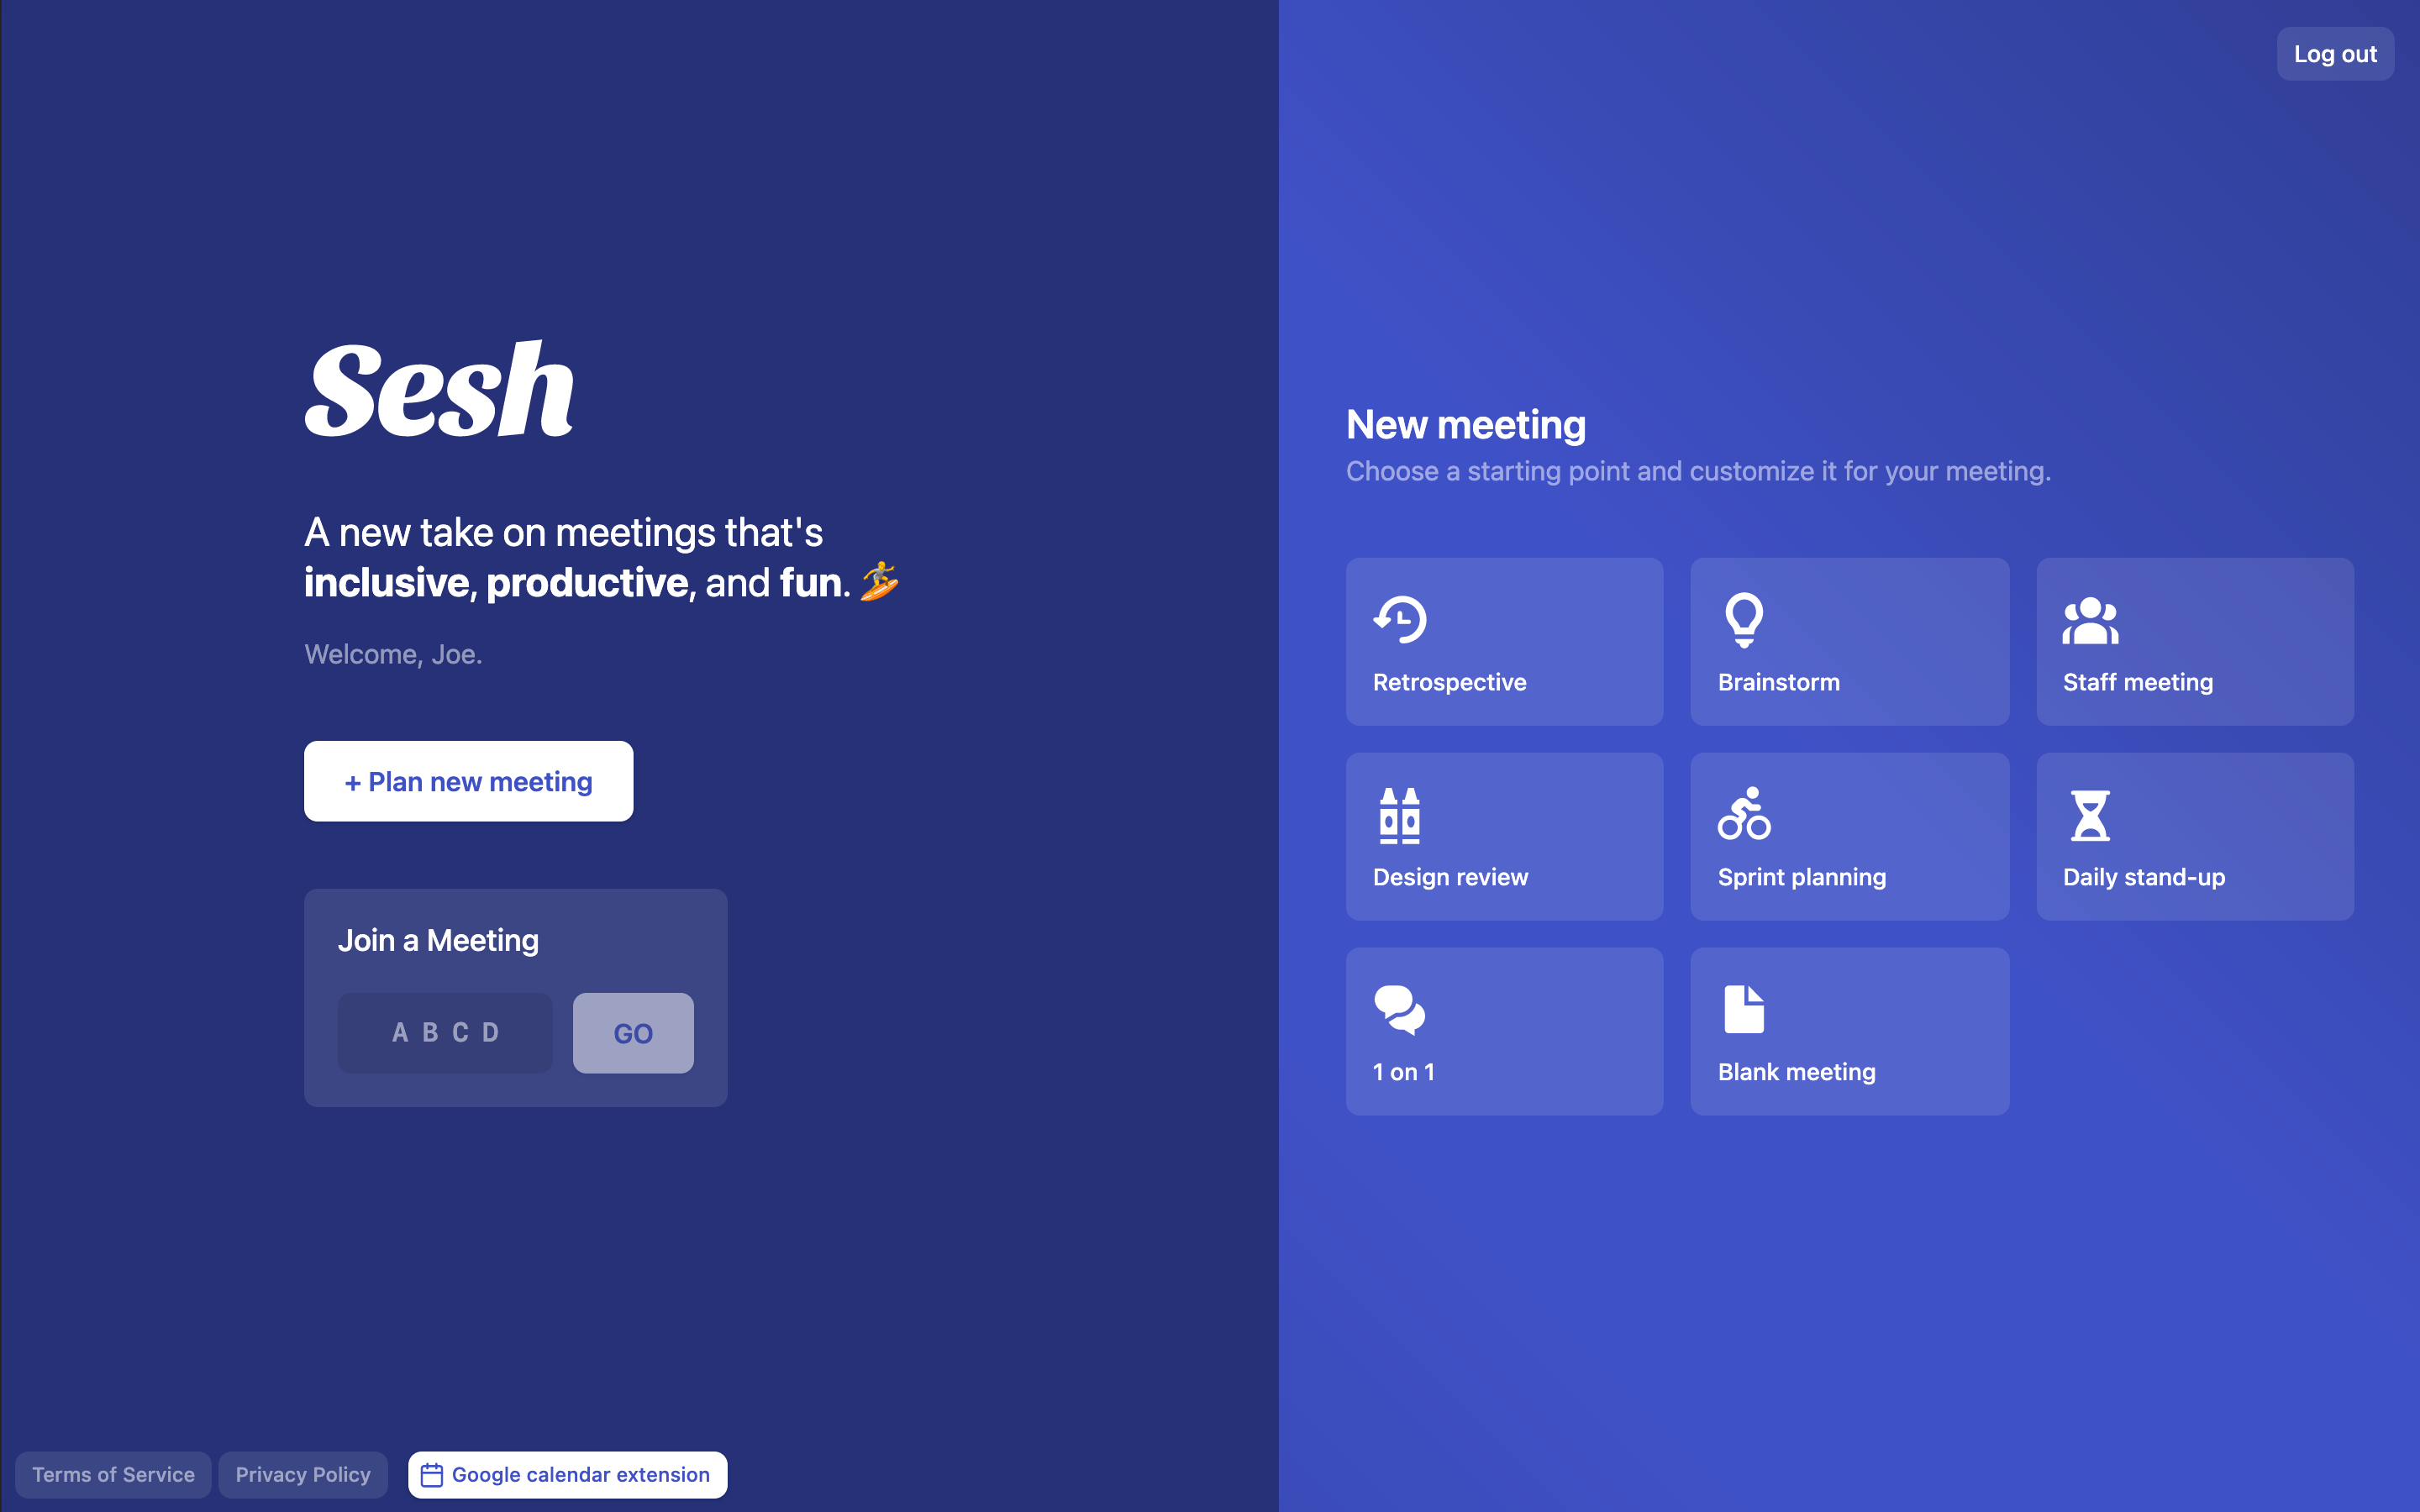 Log out
Sesh
A new take on meetings that's
inclusive, productive, and fun. 🏄
Welcome, Joe.
+ Plan new meeting
Join a Meeting
A B C D
GO
Terms of Service
Privacy Policy
Google calendar extension
New meeting
Choose a starting point and customize it for your meeting.
Retrospective
Brainstorm
Staff meeting
Design review
Sprint planning
Daily stand-up
1 on 1
Blank meeting